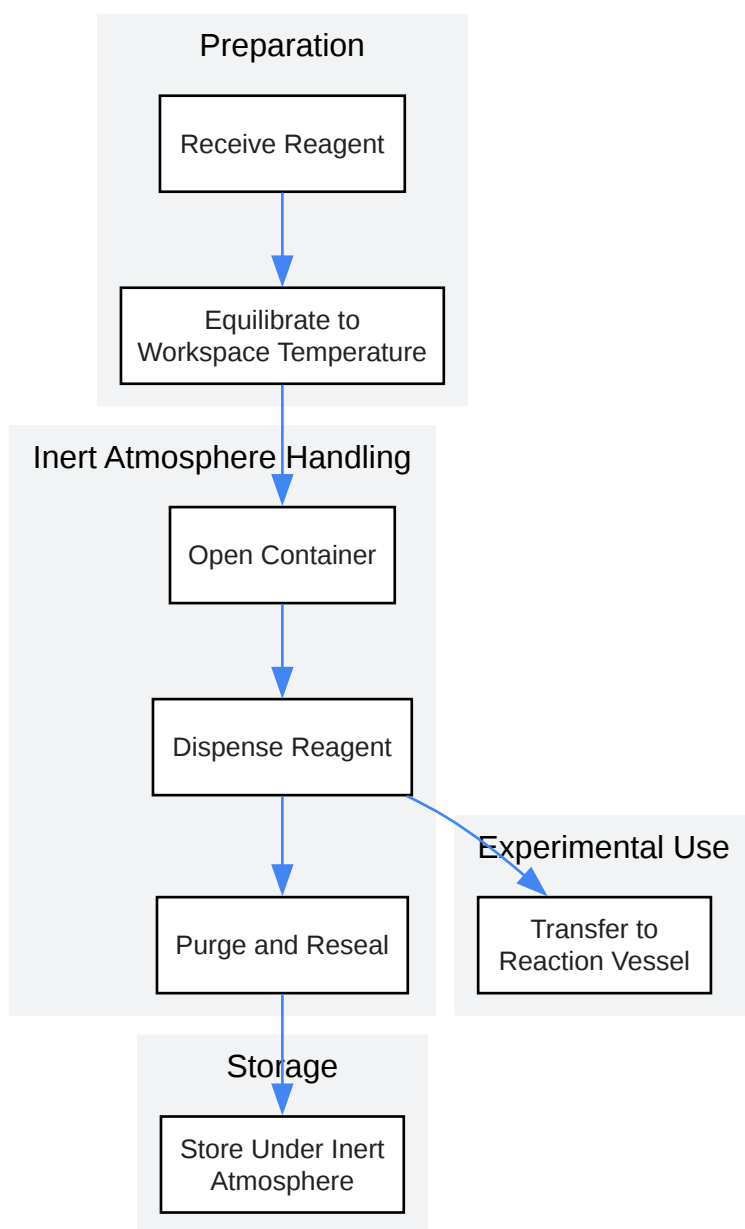 Preparation
Receive Reagent
Equilibrate to
Workspace Temperature
Inert Atmosphere Handling
Open Container
Dispense Reagent
Purge and Reseal
Experimental Use
Transfer to
Reaction Vessel
Storage
Store Under Inert
Atmosphere